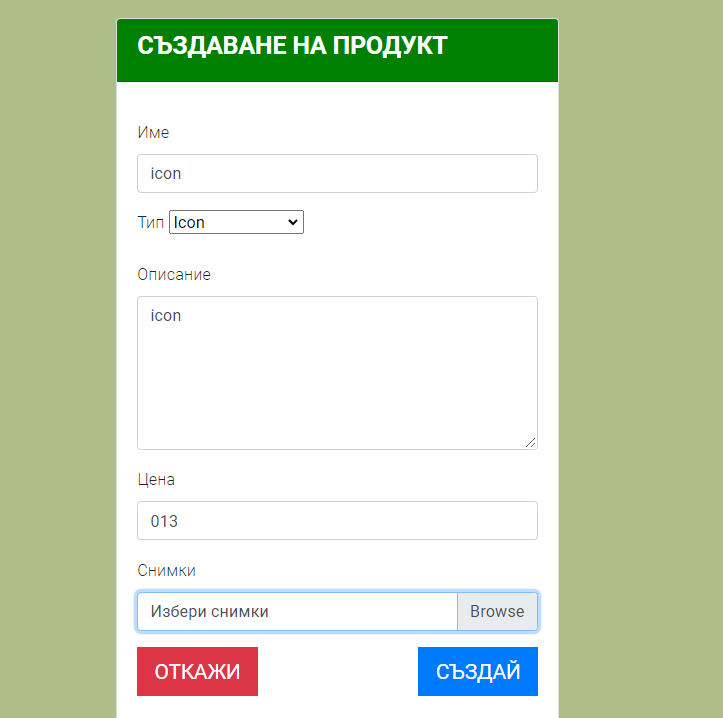 СЪЗДАВАНЕ НА ПРОДУКТ
Име
icon
Тип Icon
Описание
icon
Цена
013
Снимки
Избери снимки Browse
ОТКАЖИ СЪЗДАЙ